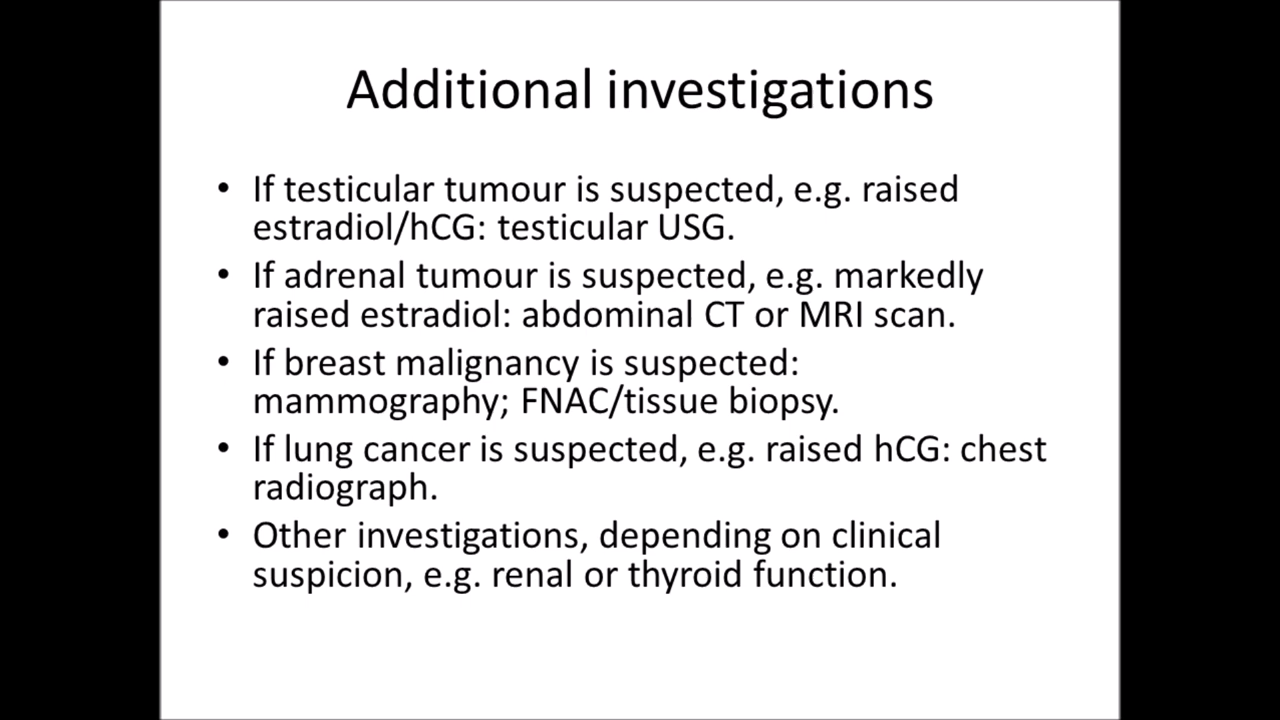 Additional investigations
• If testicular tumour is suspected, e.g. raised
estradiol/hCG: testicular USG.
• If adrenal tumour is suspected, e.g. markedly
raised estradiol: abdominal CT or MRI scan.
• If breast malignancy is suspected:
mammography; FNAC/tissue biopsy.
• If lung cancer is suspected, e.g. raised hCG: chest
radiograph.
• Other investigations, depending on clinical
suspicion, e.g. renal or thyroid function.